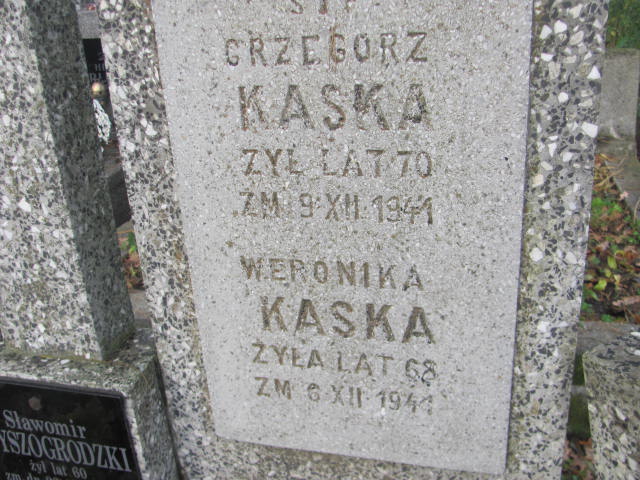 GRZEGORZ
KASKA
ŻYŁ LAT 70
ZM 9 XII 1941
WERONIKA
KASKA
ŻYŁA LAT 68
ZM 6 XII 1941
Sławomir
YSZOGRODZKI
żył lat 60